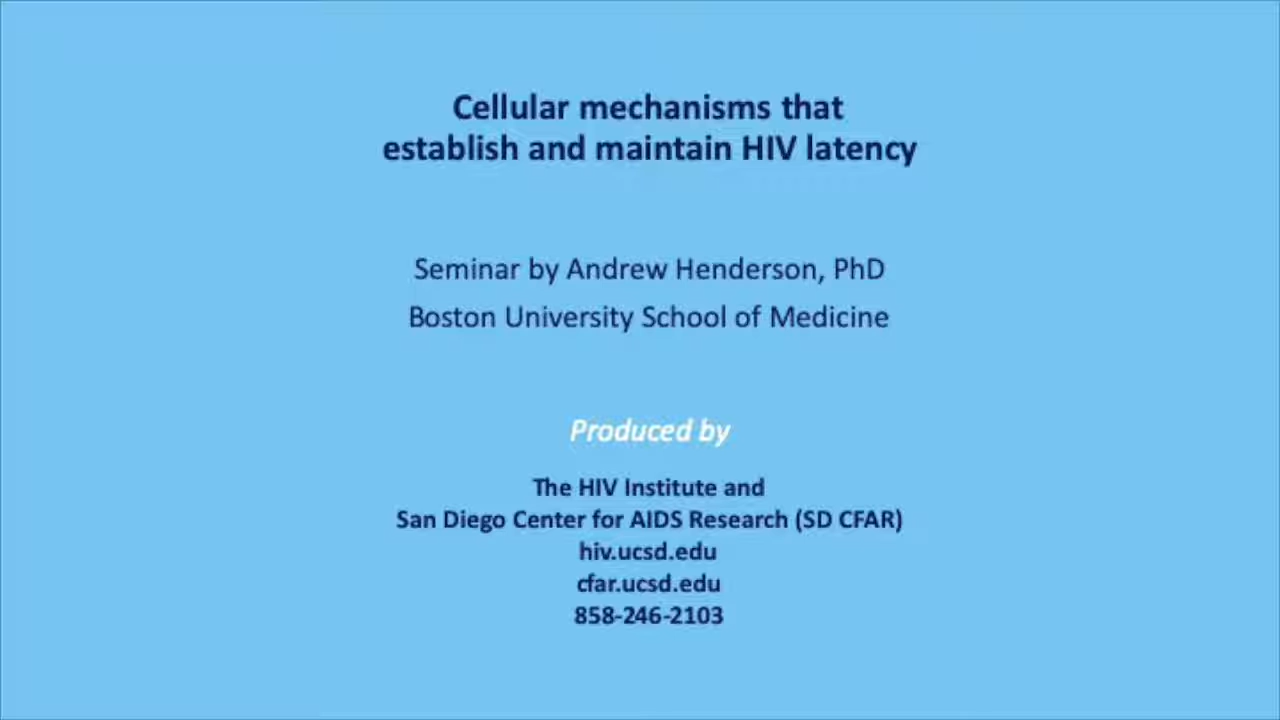 Cellular mechanisms that
establish and maintain HIV latency
Seminar by Andrew Henderson, PhD
Boston University School of Medicine
Produced by
The HIV Institute and
San Diego Center for AIDS Research (SD CFAR)
hiv.ucsd.edu
cfar.ucsd.edu
858-246-2103